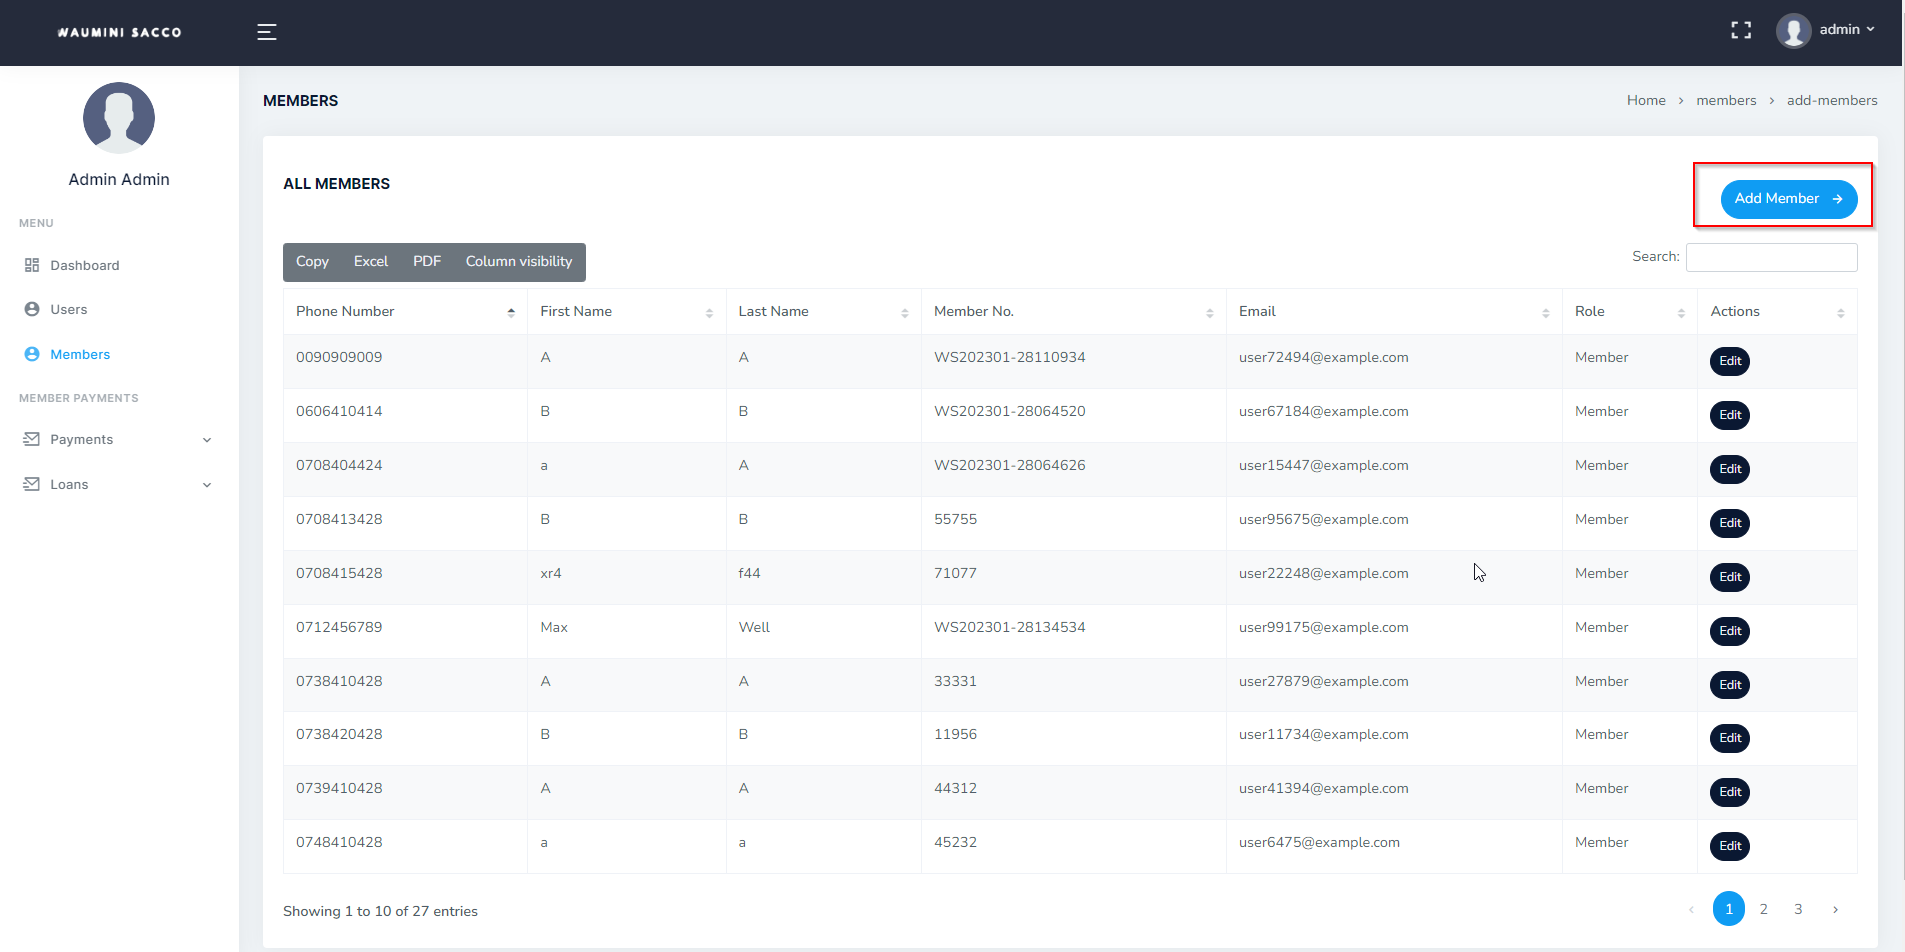 WAUMINI SACCO
admin
Admin Admin
MENU
Dashboard
Users
Members
MEMBER PAYMENTS
Payments
Loans
MEMBERS
Home > members > add-members
ALL MEMBERS
Add Member →
Copy Excel PDF Column visibility
Search:
Phone Number First Name Last Name Member No. Email Role Actions
0090909009 A A WS202301-28110934 user72494@example.com Member Edit
0606410414 B B WS202301-28064520 user67184@example.com Member Edit
0708404424 a A WS202301-28064626 user15447@example.com Member Edit
0708413428 B B 55755 user95675@example.com Member Edit
0708415428 xr4 f44 71077 user22248@example.com Member Edit
0712456789 Max Well WS202301-28134534 user99175@example.com Member Edit
0738410428 A A 33331 user27879@example.com Member Edit
0738420428 B B 11956 user11734@example.com Member Edit
0739410428 A A 44312 user41394@example.com Member Edit
0748410428 a a 45232 user6475@example.com Member Edit
Showing 1 to 10 of 27 entries
‹ 1 2 3 ›